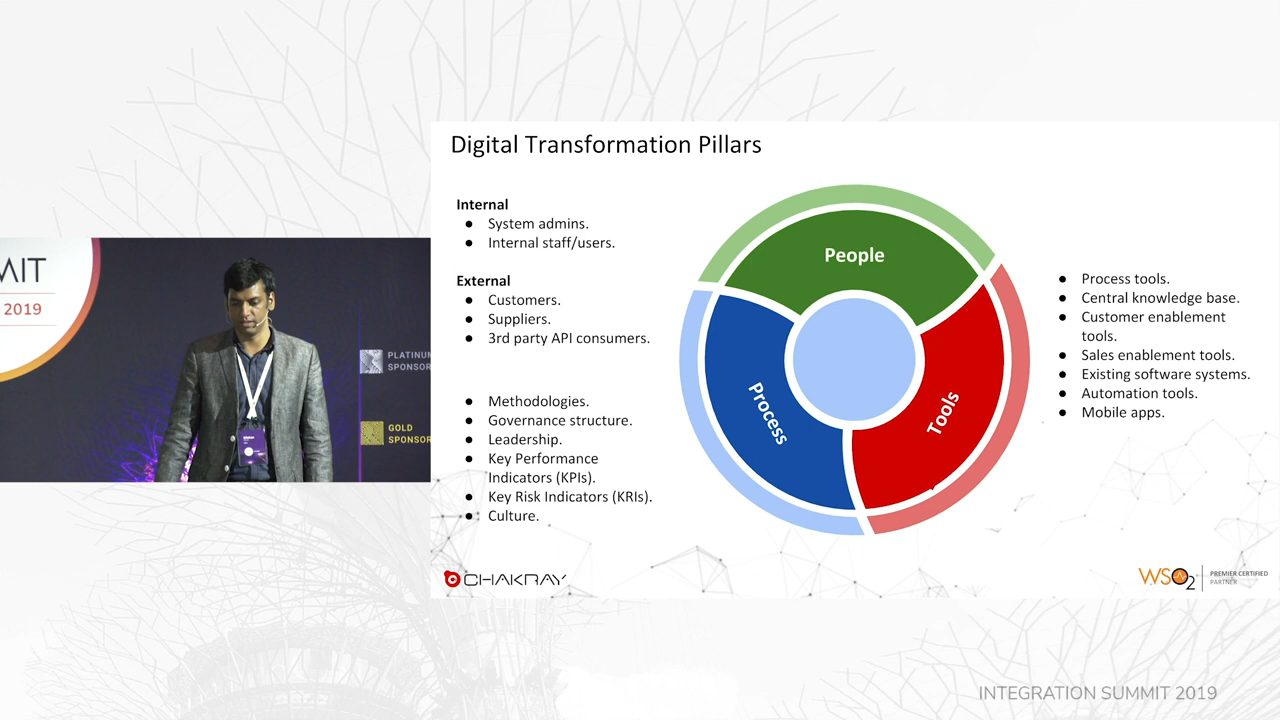 Digital Transformation Pillars
Internal
● System admins.
● Internal staff/users.
External
● Customers.
● Suppliers.
● 3rd party API consumers.
● Methodologies.
● Governance structure.
● Leadership.
● Key Performance
Indicators (KPIs).
● Key Risk Indicators (KRIs).
● Culture.
People
Process
Tools
● Process tools.
● Central knowledge base.
● Customer enablement
tools.
● Sales enablement tools.
● Existing software systems.
● Automation tools.
● Mobile apps.
MIT
2019
PLATINUM
SPONSOR
GOLD
SPONSOR
CHAKRAY
WSO2
PREMIER CERTIFIED
PARTNER
INTEGRATION SUMMIT 2019